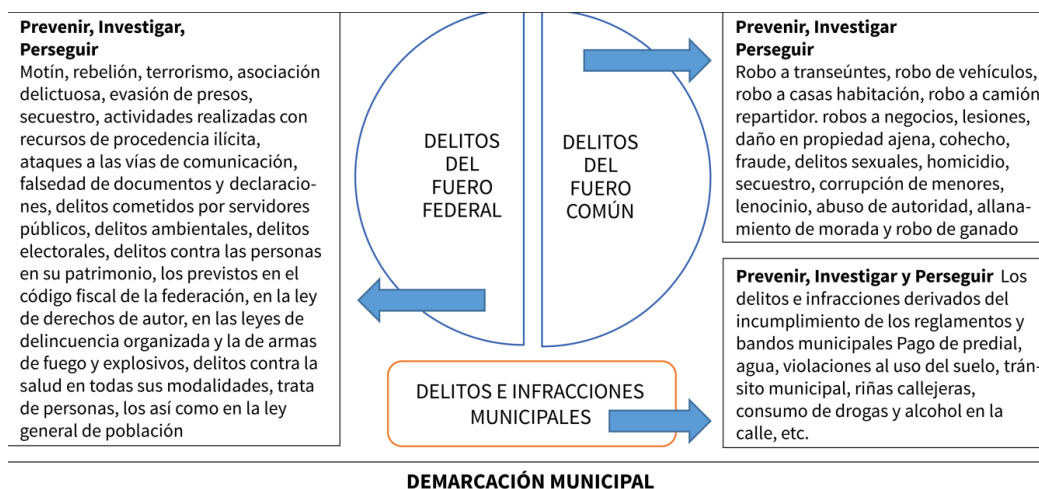 Prevenir, Investigar,
Perseguir
Motín, rebelión, terrorismo, asociación
delictuosa, evasión de presos,
secuestro, actividades realizadas con
recursos de procedencia ilícita,
ataques a las vías de comunicación,
falsedad de documentos y declaracio-
nes, delitos cometidos por servidores
públicos, delitos ambientales, delitos
electorales, delitos contra las personas
en su patrimonio, los previstos en el
código fiscal de la federación, en la ley
de derechos de autor, en las leyes de
delincuencia organizada y la de armas
de fuego y explosivos, delitos contra la
salud en todas sus modalidades, trata
de personas, los así como en la ley
general de población
DELITOS
DEL
FUERO
FEDERAL
DELITOS
DEL
FUERO
COMÚN
Prevenir, Investigar
Perseguir
Robo a transeúntes, robo de vehículos,
robo a casas habitación, robo a camión
repartidor. robos a negocios, lesiones,
daño en propiedad ajena, cohecho,
fraude, delitos sexuales, homicidio,
secuestro, corrupción de menores,
lenocinio, abuso de autoridad, allana-
miento de morada y robo de ganado
DELITOS E INFRACCIONES
MUNICIPALES
Prevenir, Investigar y Perseguir Los
delitos e infracciones derivados del
incumplimiento de los reglamentos y
bandos municipales Pago de predial,
agua, violaciones al uso del suelo, trán-
sito municipal, riñas callejeras,
consumo de drogas y alcohol en la
calle, etc.
DEMARCACIÓN MUNICIPAL